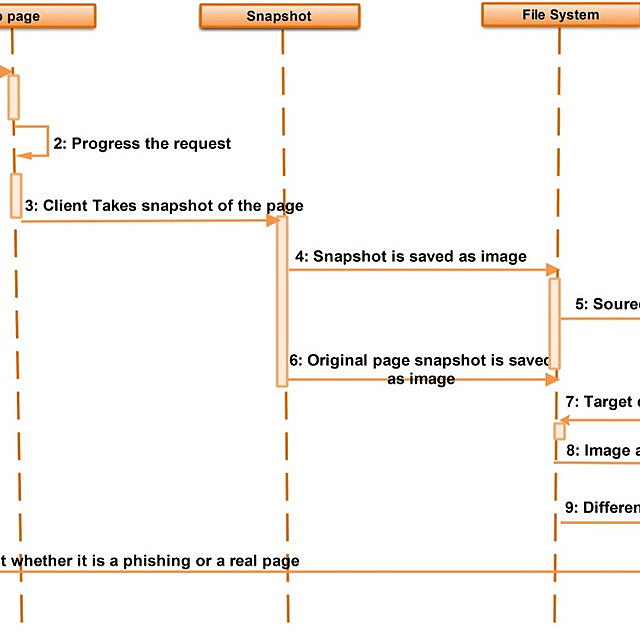 page
Snapshot
File System
2: Progress the request
3: Client Takes snapshot of the page
4: Snapshot is saved as image
5: Soure
6: Original page snapshot is saved
as image
7: Target
8: Image
9: Differen
whether it is a phishing or a real page